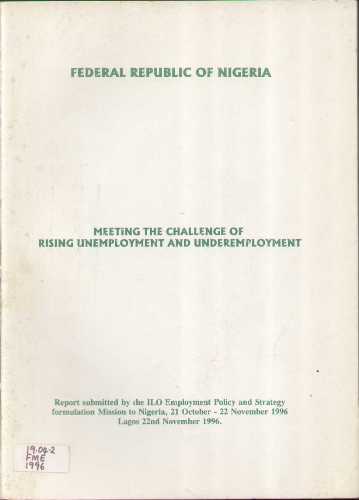 FEDERAL REPUBLIC OF NIGERIA
MEETING THE CHALLENGE OF
RISING UNEMPLOYMENT AND UNDEREMPLOYMENT
Report submitted by the ILO Employment Policy and Strategy
formulation Mission to Nigeria, 21 October - 22 November 1996
Lagos 22nd November 1996.
19.04.2
FME
1996